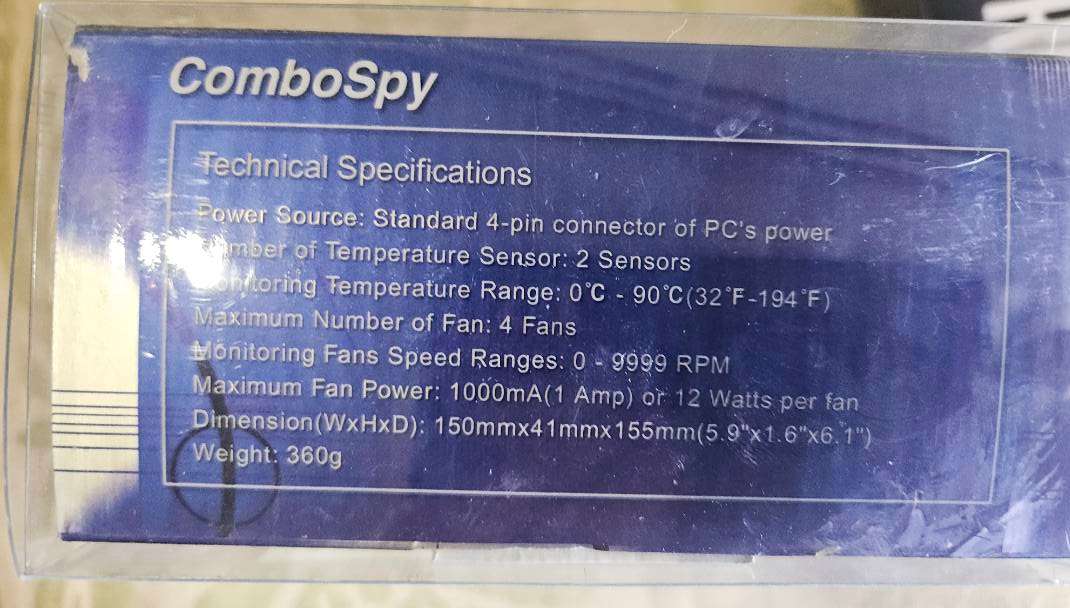 ComboSpy
Technical Specifications
Power Source: Standard 4-pin connector of PC's power
Number of Temperature Sensor: 2 Sensors
Monitoring Temperature Range: 0°C - 90°C(32°F-194°F)
Maximum Number of Fan: 4 Fans
Monitoring Fans Speed Ranges: 0 - 9999 RPM
Maximum Fan Power: 1000mA(1 Amp) or 12 Watts per fan
Dimension(WxHxD): 150mmx41mmx155mm(5.9"x1.6"x6.1")
Weight: 360g